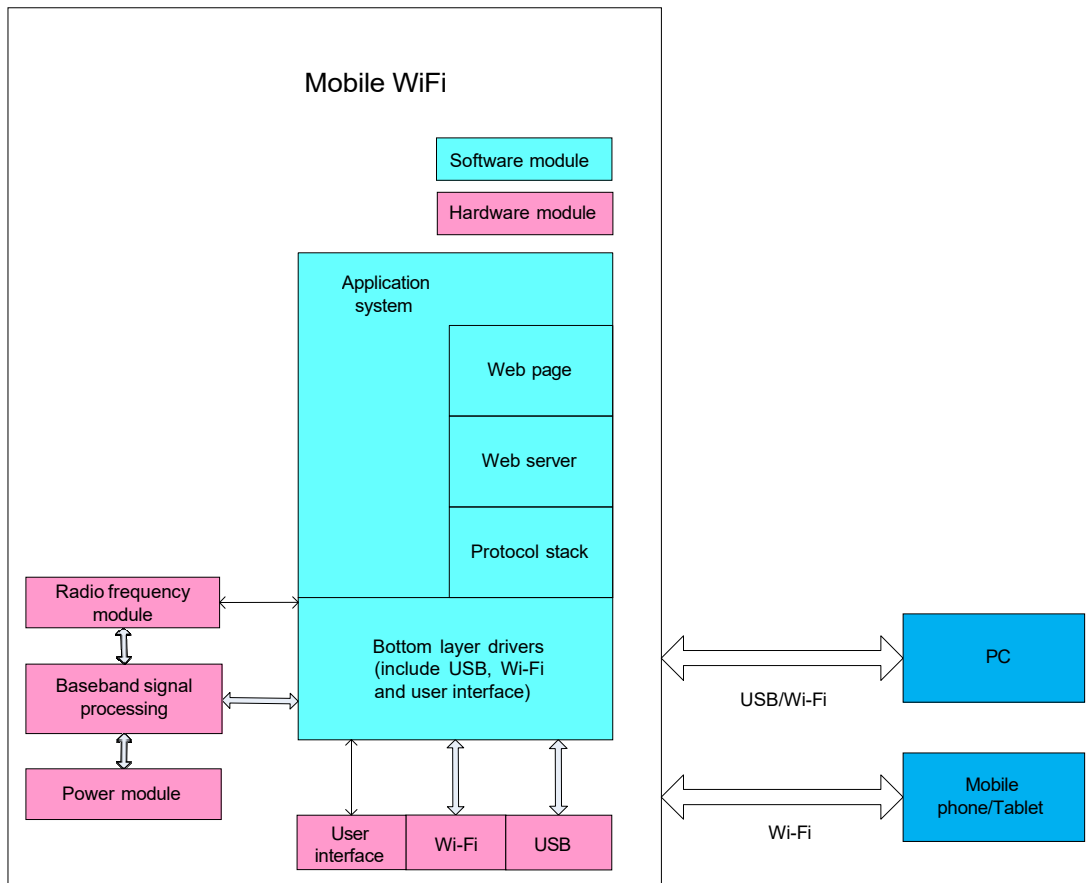 Mobile WiFi
Software module
Hardware module
Application
system
Web page
Web server
Protocol stack
Radio frequency
module
Bottom layer drivers
(include USB, Wi-Fi
and user interface)
Baseband signal
processing
Power module
User
interface
Wi-Fi
USB
PC
USB/Wi-Fi
Mobile
phone/Tablet
Wi-Fi